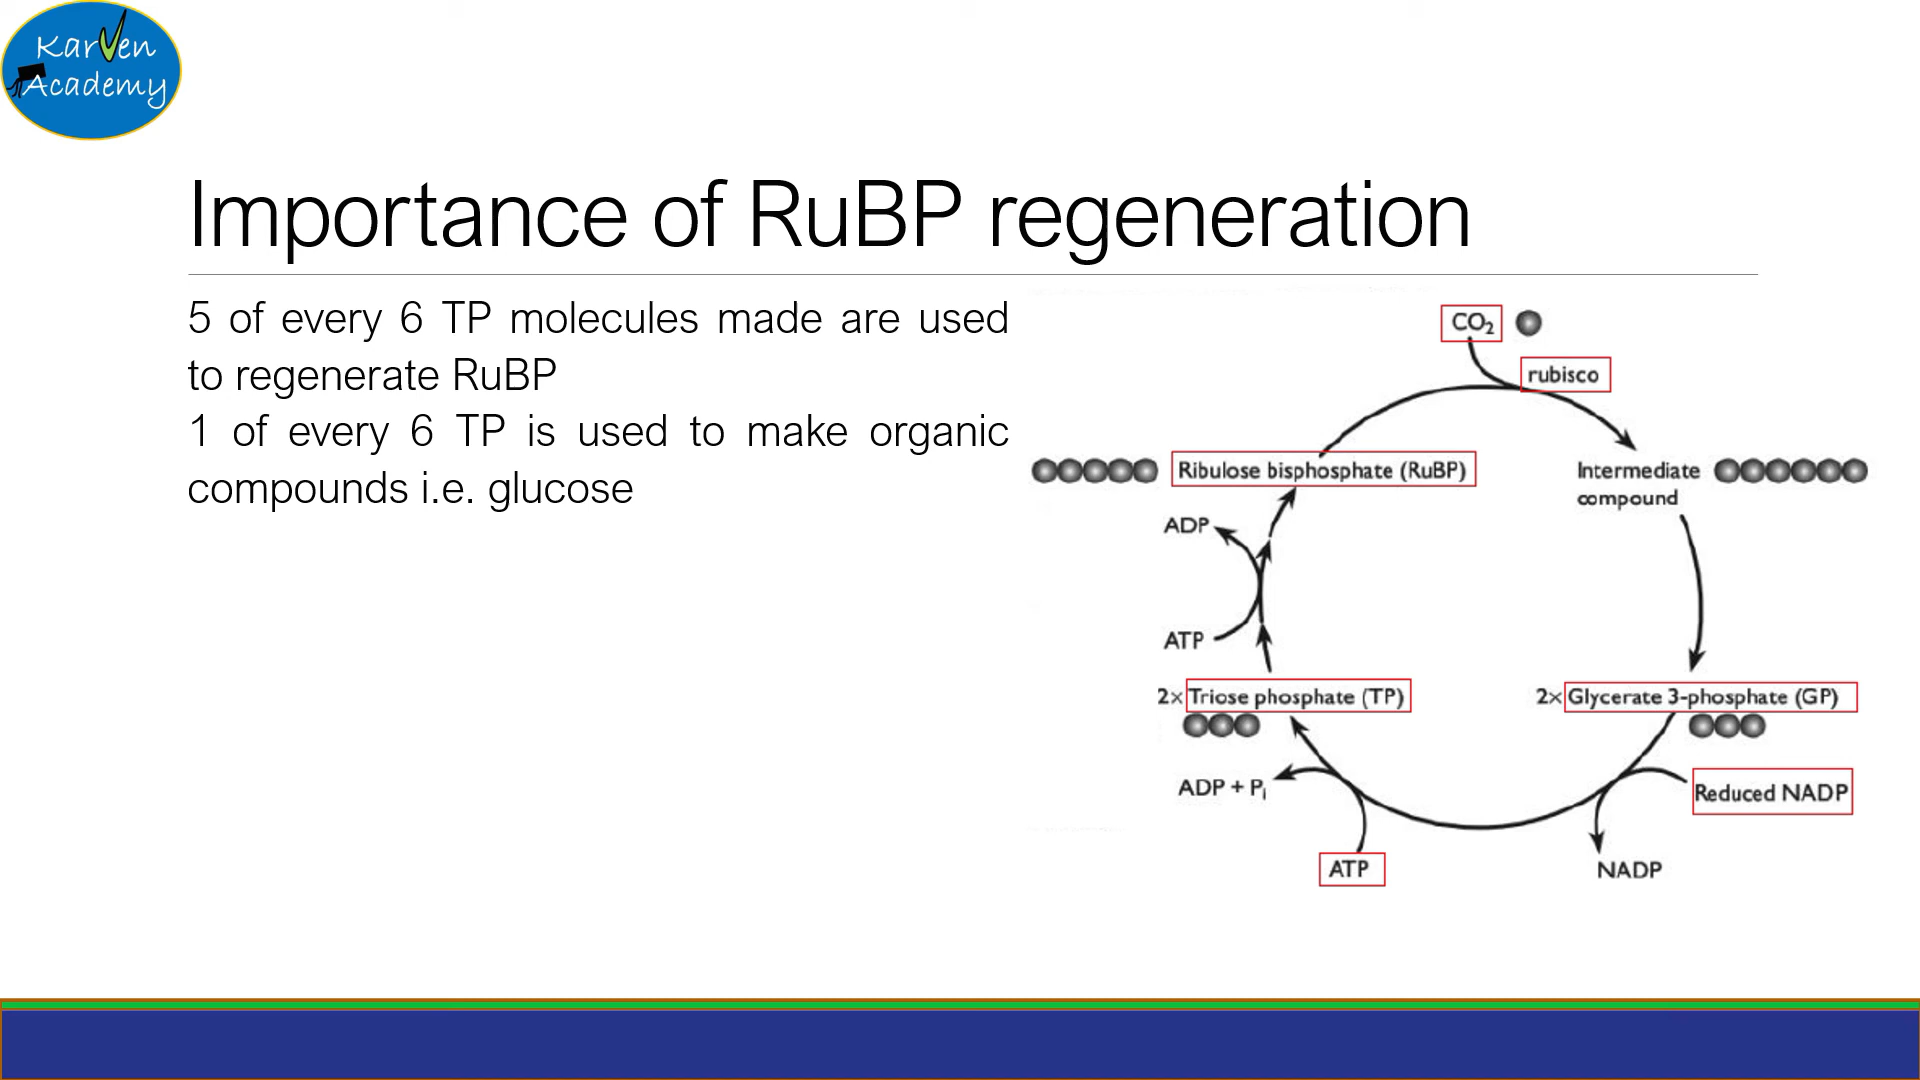 Karven
Academy
Importance of RuBP regeneration
5 of every 6 TP molecules made are used
to regenerate RuBP
1 of every 6 TP is used to make organic
compounds i.e. glucose
CO₂
rubisco
Ribulose bisphosphate (RuBP)
Intermediate
compound
ADP
ATP
2× Triose phosphate (TP)
2× Glycerate 3-phosphate (GP)
ADP + Pᵢ
Reduced NADP
ATP
NADP